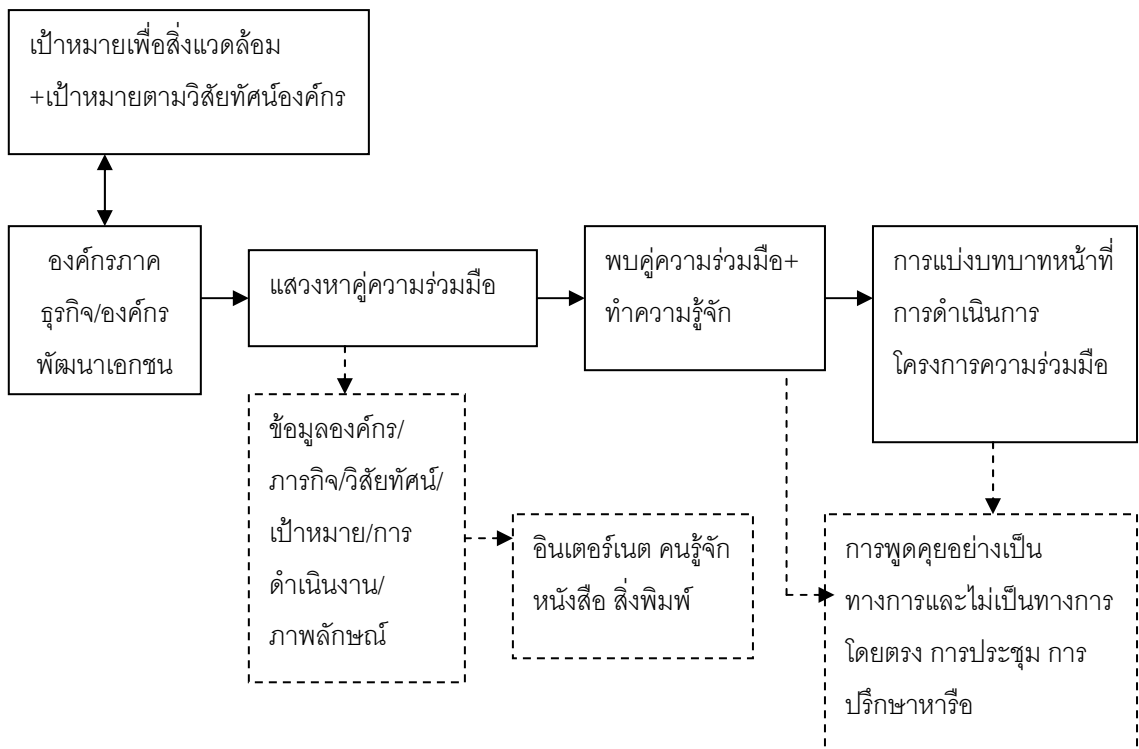 เป้าหมายเพื่อสิ่งแวดล้อม
+เป้าหมายตามวิสัยทัศน์องค์กร
องค์กรภาค
ธุรกิจ/องค์กร
พัฒนาเอกชน
แสวงหาคู่ความร่วมมือ
พบคู่ความร่วมมือ+
ทำความรู้จัก
การแบ่งบทบาทหน้าที่
การดำเนินการ
โครงการความร่วมมือ
ข้อมูลองค์กร/
ภารกิจ/วิสัยทัศน์/
เป้าหมาย/การ
ดำเนินงาน/
ภาพลักษณ์
อินเตอร์เนต คนรู้จัก
หนังสือ สิ่งพิมพ์
การพูดคุยอย่างเป็น
ทางการและไม่เป็นทางการ
โดยตรง การประชุม การ
ปรึกษาหารือ